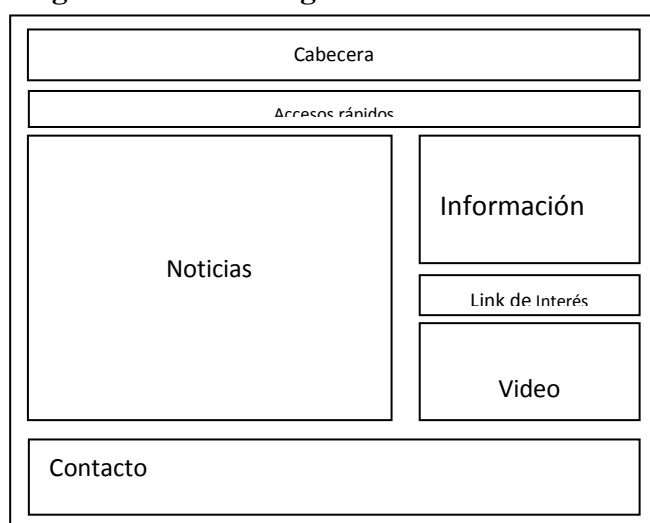 Cabecera
Accesos rápidos
Noticias
Información
Link de Interés
Video
Contacto